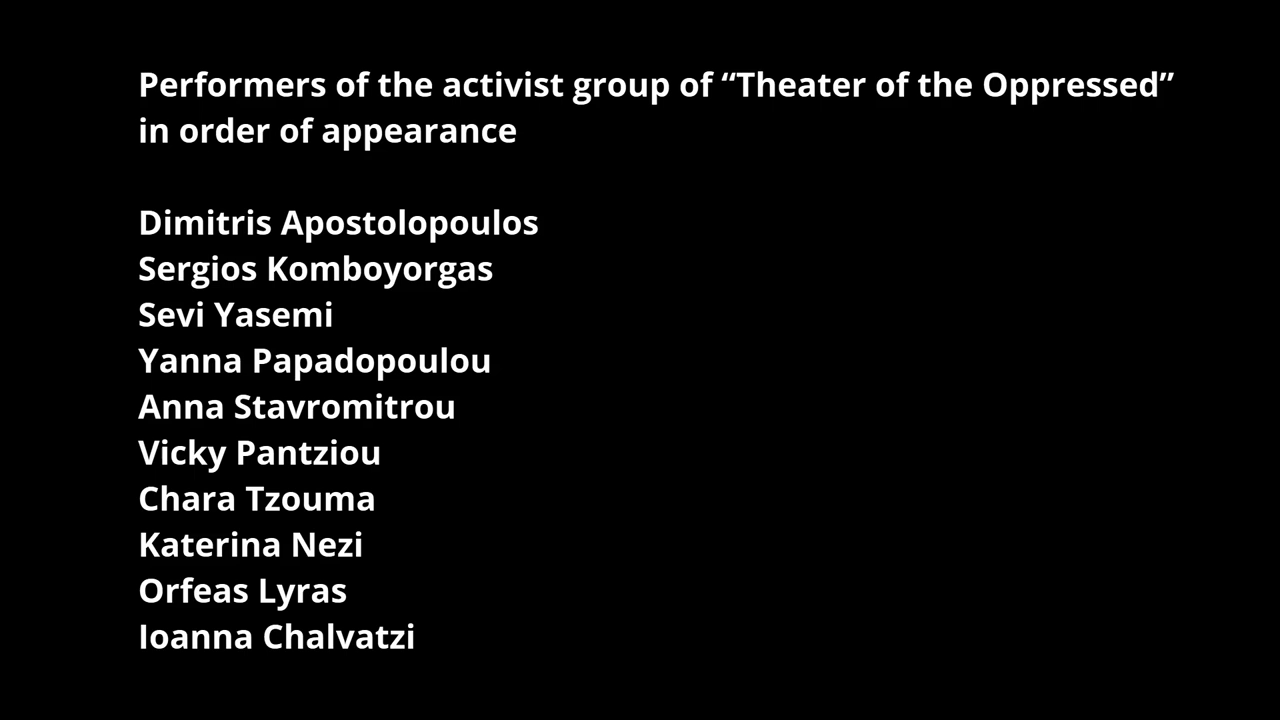 Performers of the activist group of “Theater of the Oppressed”
in order of appearance
Dimitris Apostolopoulos
Sergios Komboyorgas
Sevi Yasemi
Yanna Papadopoulou
Anna Stavromitrou
Vicky Pantziou
Chara Tzouma
Katerina Nezi
Orfeas Lyras
Ioanna Chalvatzi